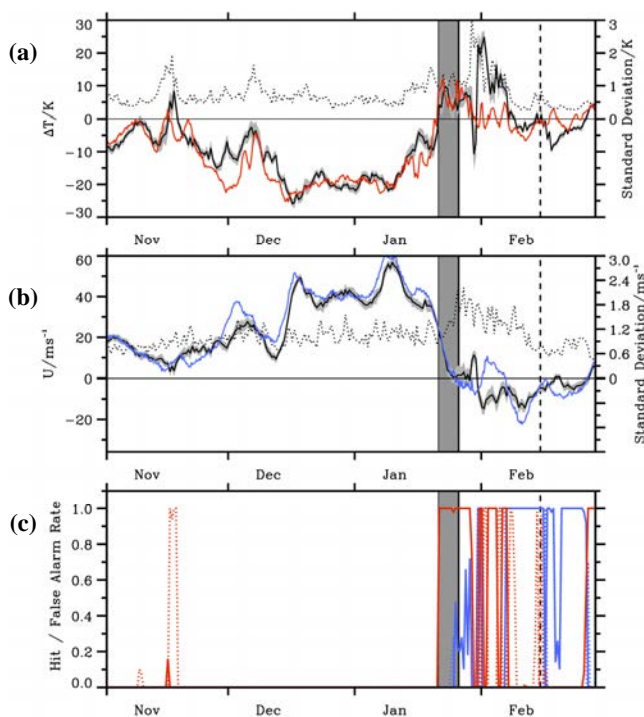 (a)
30
20
10
0
-10
-20
-30
ΔT/K
3
2
1
0
Standard Deviation/K
Nov Dec Jan Feb
(b)
60
40
20
0
-20
U/ms⁻¹
3.0
2.4
1.8
1.2
0.6
0
Standard Deviation/ms⁻¹
Nov Dec Jan Feb
(c)
1.0
0.8
0.6
0.4
0.2
0.0
Hit / False Alarm Rate
Nov Dec Jan Feb